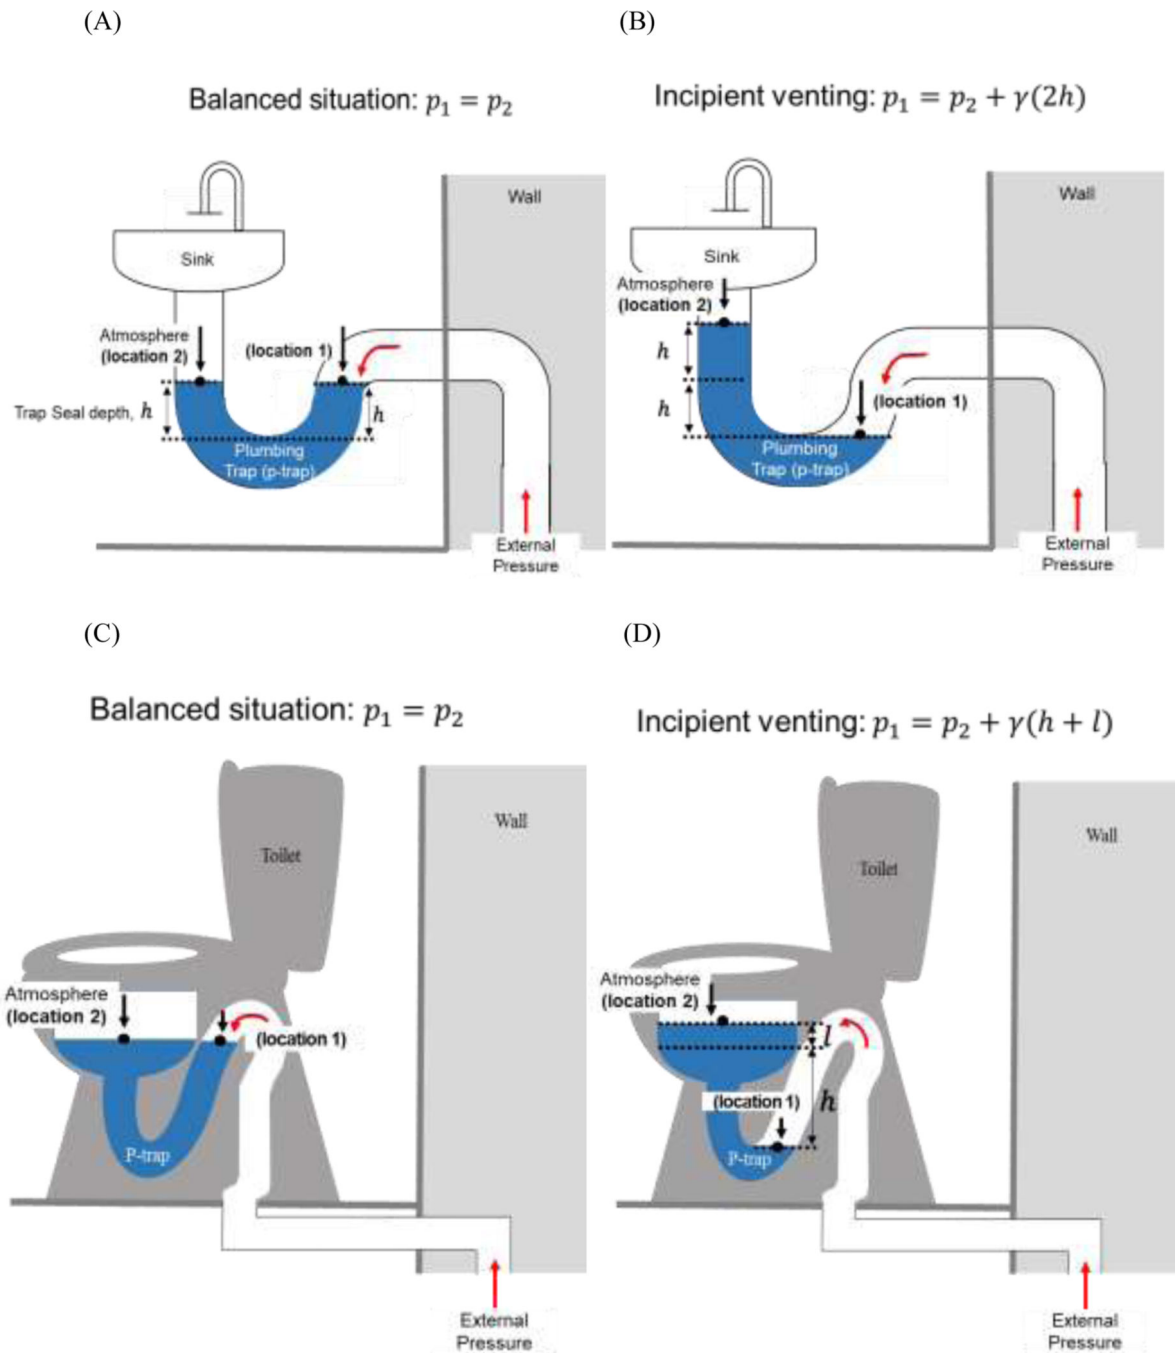 (A)
Balanced situation: p₁ = p₂
Wall
Sink
Atmosphere
(location 2)
(location 1)
Trap Seal depth, h
h
Plumbing
Trap (p-trap)
External
Pressure
(B)
Incipient venting: p₁ = p₂ + γ(2h)
Wall
Sink
Atmosphere
(location 2)
h
h
(location 1)
Plumbing
Trap (p-trap)
External
Pressure
(C)
Balanced situation: p₁ = p₂
Wall
Toilet
Atmosphere
(location 2)
(location 1)
P-trap
External
Pressure
(D)
Incipient venting: p₁ = p₂ + γ(h + l)
Wall
Toilet
Atmosphere
(location 2)
l
(location 1)
h
P-trap
External
Pressure